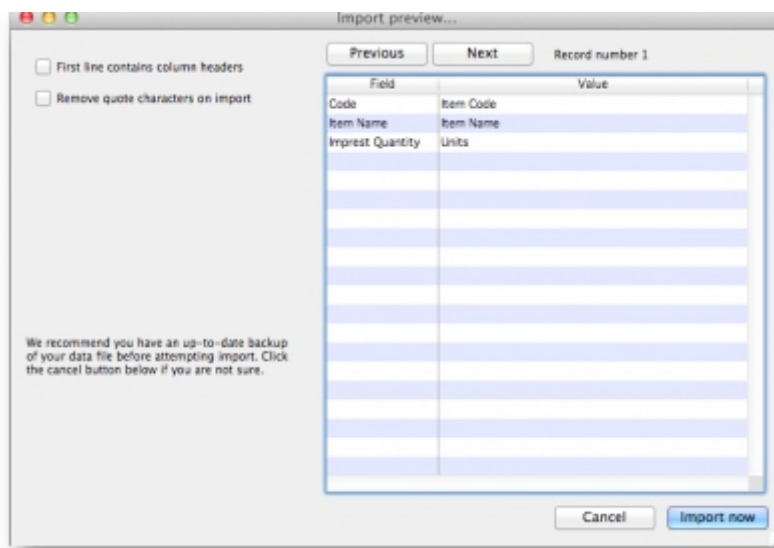 Import preview...
Previous Next Record number 1
First line contains column headers
Remove quote characters on import
Field Value
Code Item Code
Item Name Item Name
Imprest Quantity Units
We recommend you have an up-to-date backup
of your data file before attempting import. Click
the cancel button below if you are not sure.
Cancel Import now